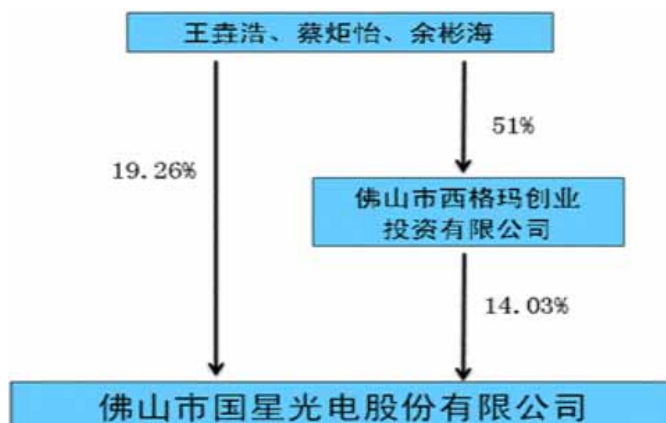 王垚浩、蔡炬怡、余彬海
51%
19.26%
佛山市西格玛创业
投资有限公司
14.03%
佛山市国星光电股份有限公司